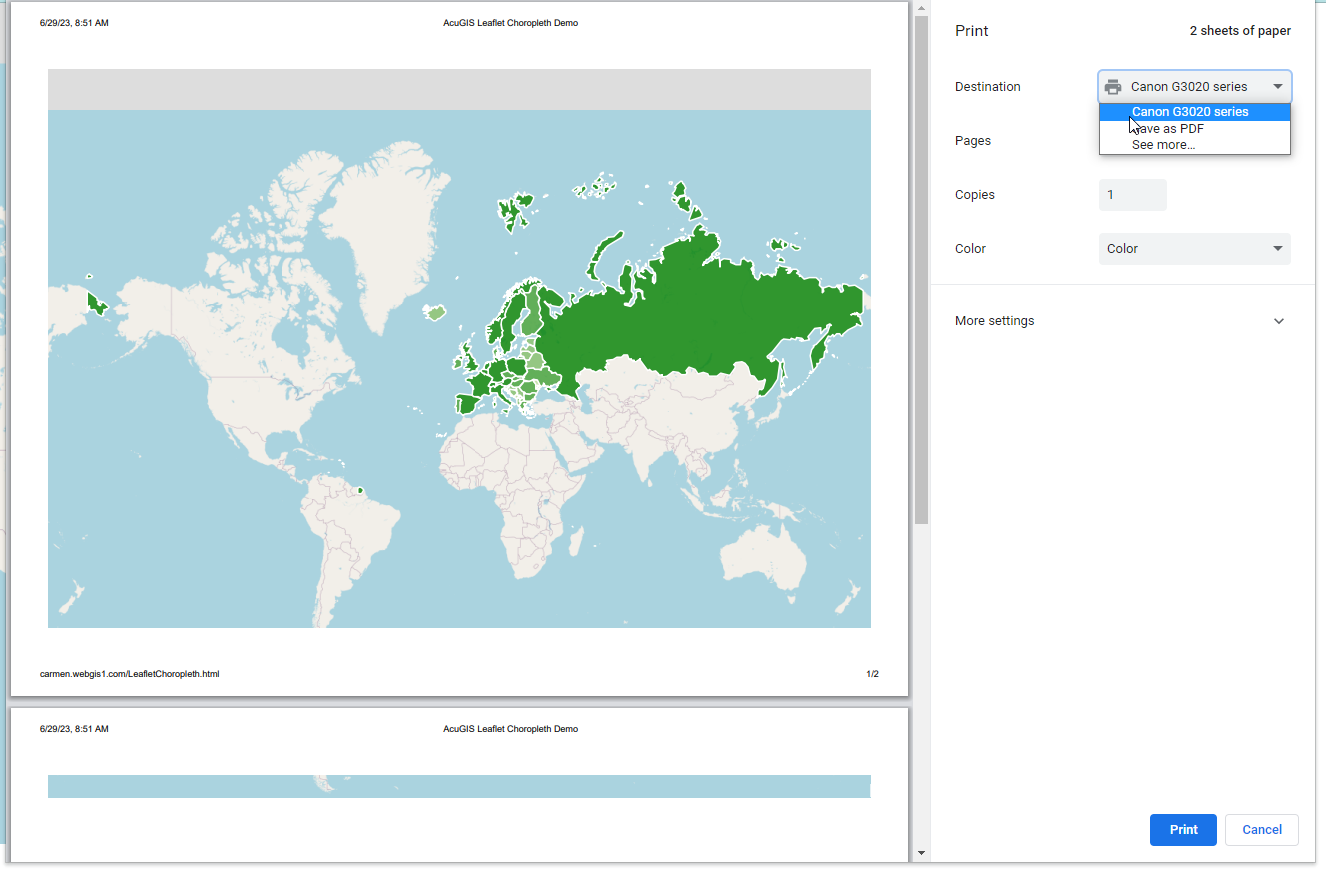 6/29/23, 8:51 AM AcuGIS Leaflet Choropleth Demo
carmen.webgis1.com/LeafletChoropleth.html 1/2
6/29/23, 8:51 AM AcuGIS Leaflet Choropleth Demo
Print 2 sheets of paper
Destination Canon G3020 series
Canon G3020 series
ave as PDF
See more...
Pages
Copies 1
Color Color
More settings
Print Cancel